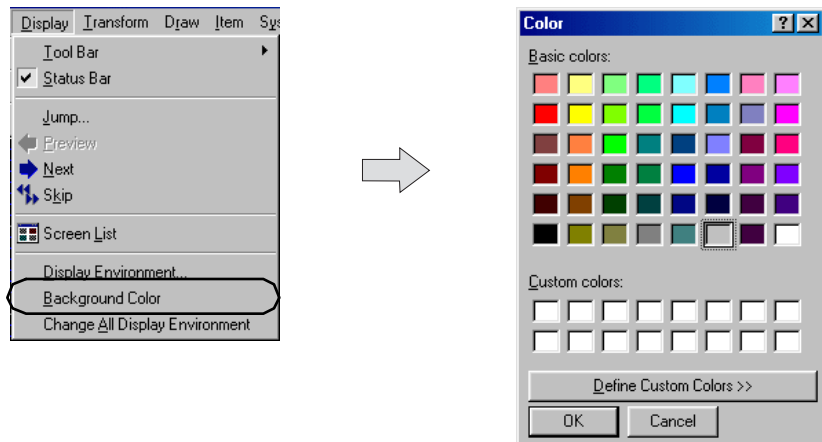 Display Transform Draw Item Sys
Tool Bar
Status Bar
Jump...
Preview
Next
Skip
Screen List
Display Environment...
Background Color
Change All Display Environment
Color
Basic colors:
Custom colors:
Define Custom Colors >>
OK Cancel